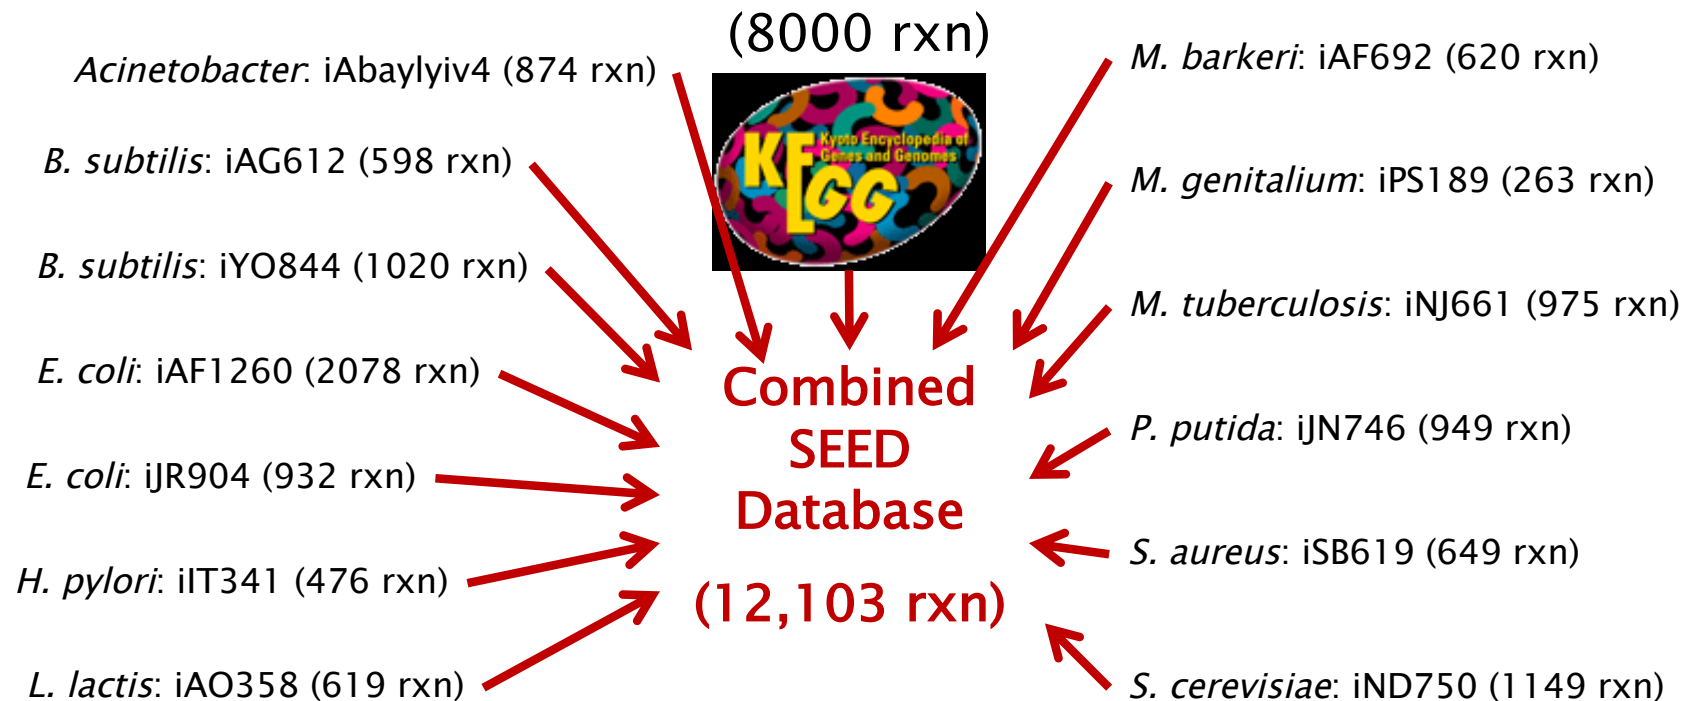 (8000 rxn)
Acinetobacter: iAbaylyiv4 (874 rxn)
B. subtilis: iAG612 (598 rxn)
B. subtilis: iYO844 (1020 rxn)
E. coli: iAF1260 (2078 rxn)
E. coli: iJR904 (932 rxn)
H. pylori: iIT341 (476 rxn)
L. lactis: iAO358 (619 rxn)
KEGG
Kyoto Encyclopedia of
Genes and Genomes
Combined
SEED
Database
(12,103 rxn)
M. barkeri: iAF692 (620 rxn)
M. genitalium: iPS189 (263 rxn)
M. tuberculosis: iNJ661 (975 rxn)
P. putida: iJN746 (949 rxn)
S. aureus: iSB619 (649 rxn)
S. cerevisiae: iND750 (1149 rxn)